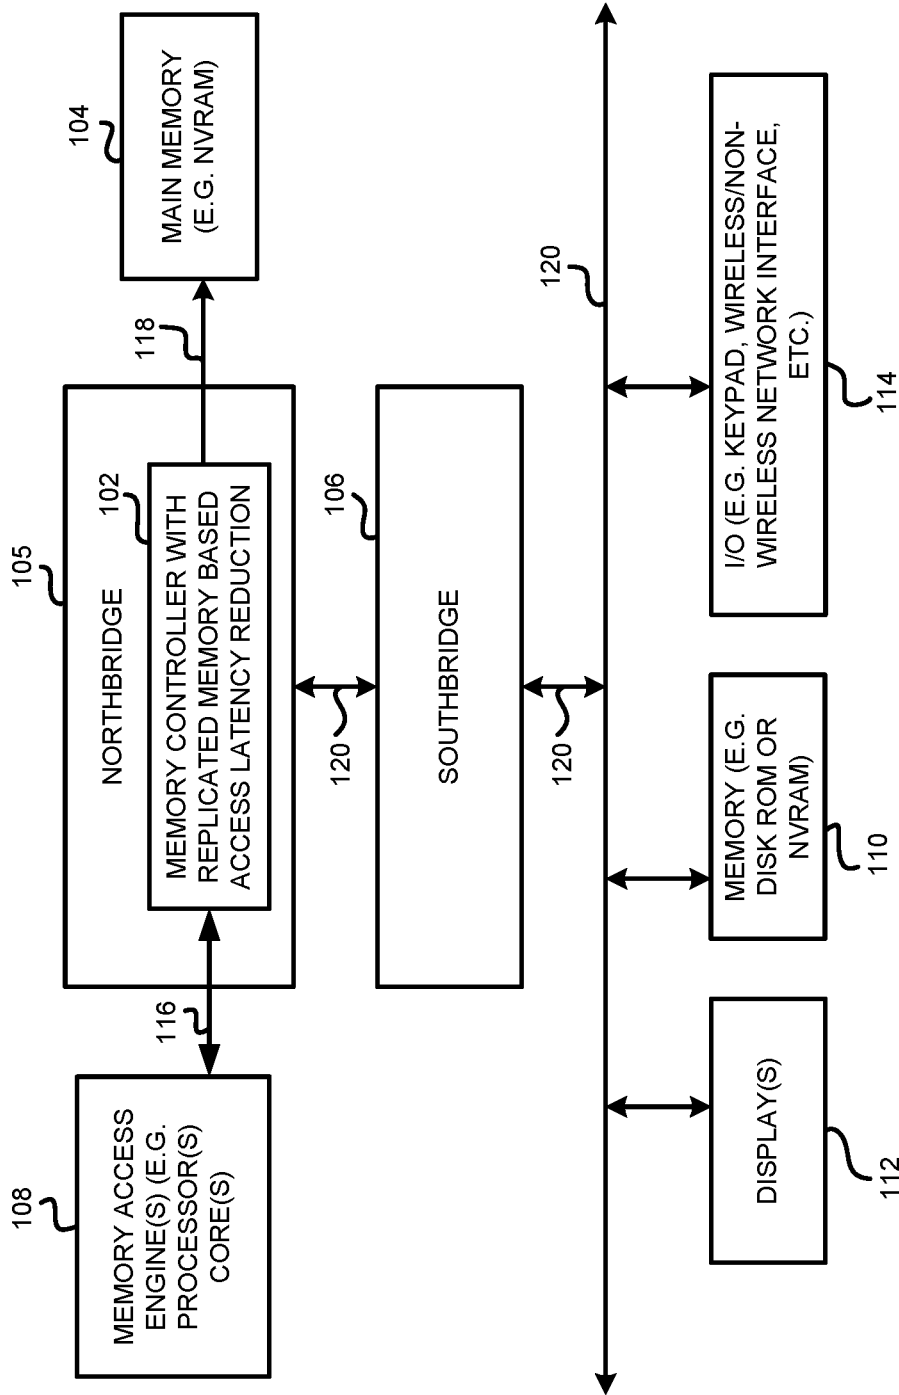 108
MEMORY ACCESS
ENGINE(S) (E.G.
PROCESSOR(S)
CORE(S)
116
105
NORTHBRIDGE
102
MEMORY CONTROLLER WITH
REPLICATED MEMORY BASED
ACCESS LATENCY REDUCTION
118
104
MAIN MEMORY
(E.G. NVRAM)
120
106
SOUTHBRIDGE
120
120
DISPLAY(S)
112
MEMORY (E.G.
DISK ROM OR
NVRAM)
110
I/O (E.G. KEYPAD, WIRELESS/NON-
WIRELESS NETWORK INTERFACE,
ETC.)
114